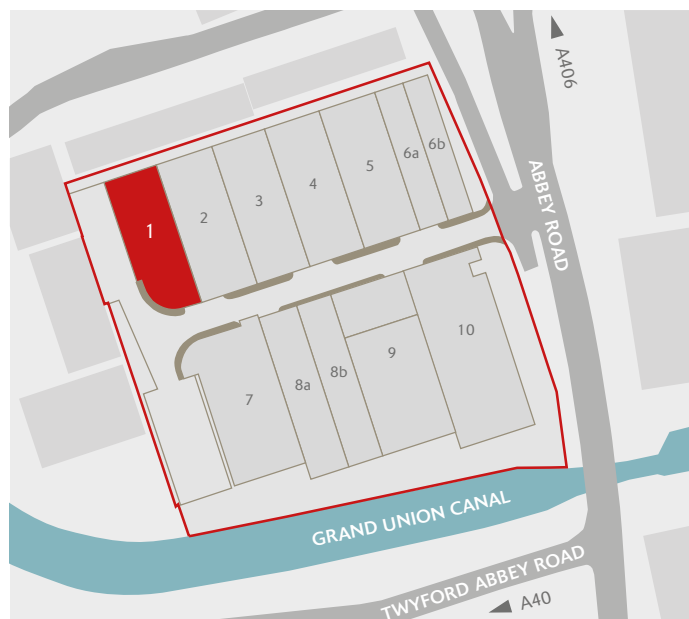 A406
6b
6a
5
4
3
2
1
ABBEY ROAD
10
9
8b
8a
7
GRAND UNION CANAL
TWYFORD ABBEY ROAD
A40